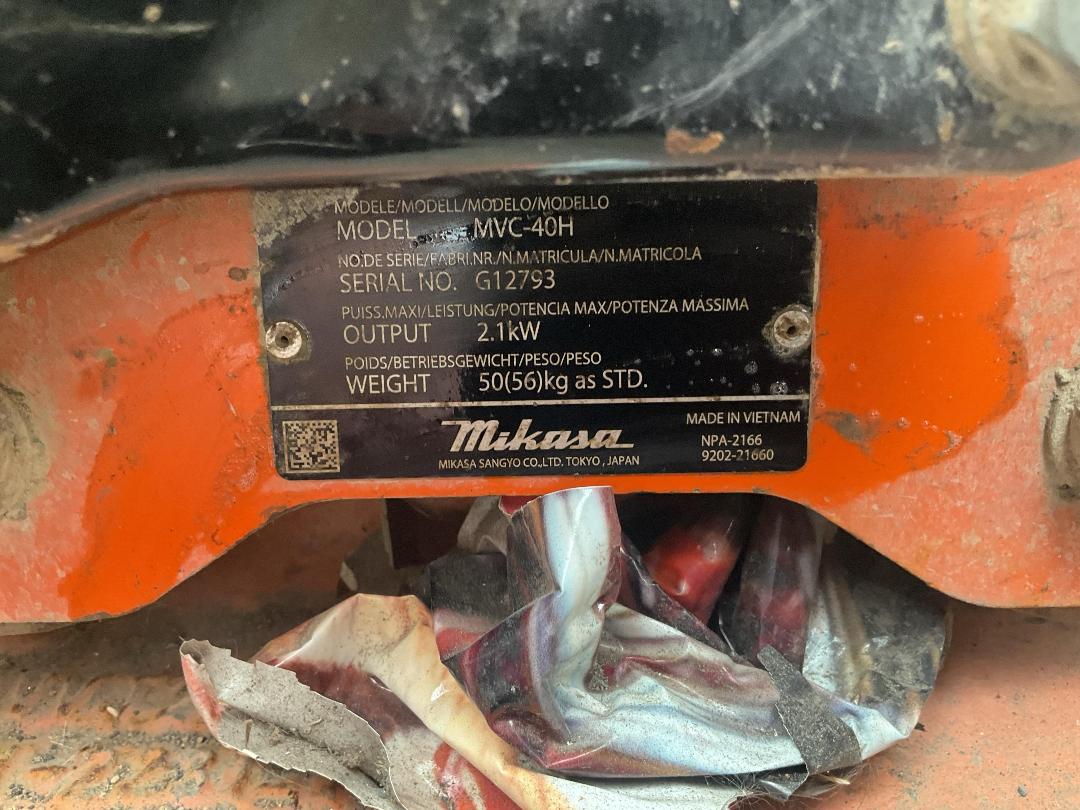 MODELE/MODELL/MODELO/MODELLO
MODEL MVC-40H
NO.DE SERIE/FABRI.NR./N.MATRICULA/N.MATRICOLA
SERIAL NO. G12793
PUISS.MAXI/LEISTUNG/POTENCIA MAX/POTENZA MASSIMA
OUTPUT 2.1kW
POIDS/BETRIEBSGEWICHT/PESO/PESO
WEIGHT 50(56)kg as STD.
Mikasa
MIKASA SANGYO CO.,LTD. TOKYO , JAPAN
MADE IN VIETNAM
NPA-2166
9202-21660